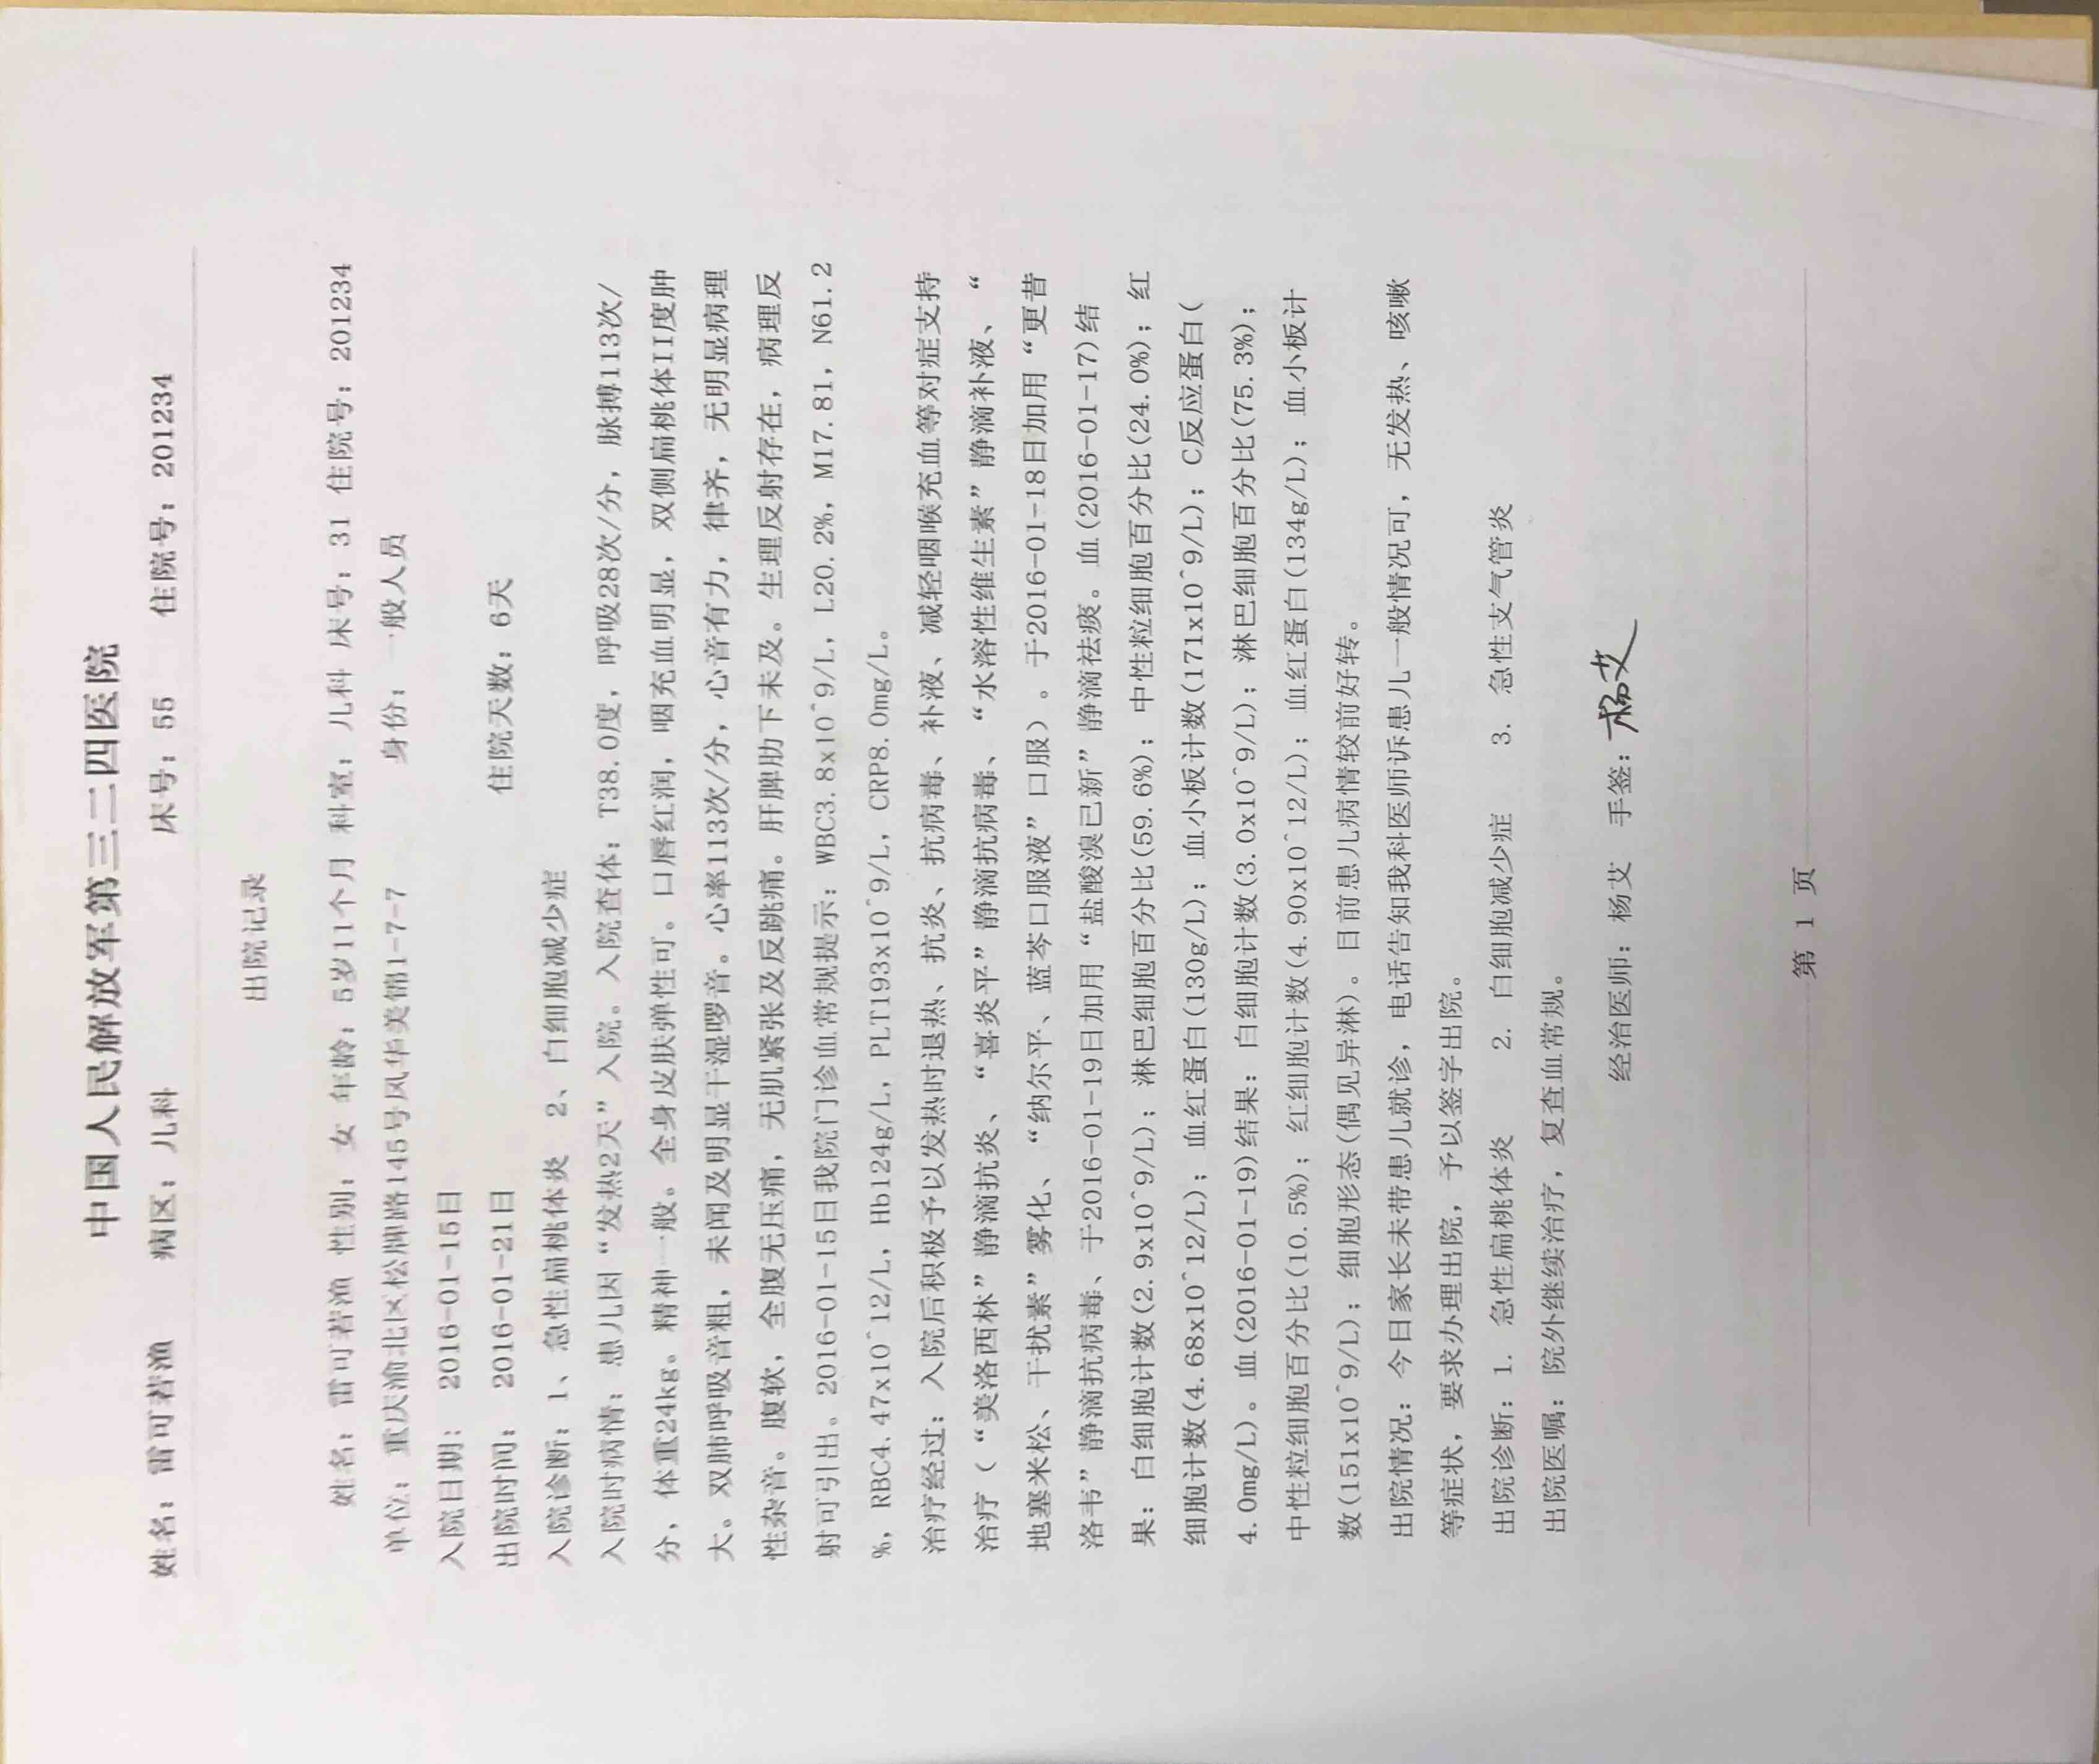 中国人民解放军第三二四医院
姓名：雷可若渔 病区：儿科 床号：55 住院号：201234
出院记录
姓名：雷可若渔 性别：女 年龄：5岁11个月 科室：儿科 床号：31 住院号：201234
单位：重庆渝北区松牌路145号风华美锦1-7-7 身份：一般人员
入院日期： 2016-01-15日
出院时间： 2016-01-21日 住院天数：6天
入院诊断：1、急性扁桃体炎 2、白细胞减少症
入院时病情：患儿因“发热2天”入院。入院查体：T38.0度，呼吸28次/分，脉搏113次/
分，体重24kg。精神一般。全身皮肤弹性可。口唇红润，咽充血明显，双侧扁桃体II度肿
大。双肺呼吸音粗，未闻及明显干湿啰音。心率113次/分，心音有力，律齐，无明显病理
性杂音。腹软，全腹无压痛，无肌紧张及反跳痛。肝脾肋下未及。生理反射存在，病理反
射可引出。2016-01-15日我院门诊血常规提示：WBC3.8x10^9/L，L20.2%，M17.81，N61.2
%，RBC4.47x10^12/L，Hb124g/L，PLT193x10^9/L，CRP8.0mg/L。
治疗经过：入院后积极予以发热时退热、抗炎、抗病毒、补液、减轻咽喉充血等对症支持
治疗（“美洛西林”静滴抗炎、“喜炎平”静滴抗病毒、“水溶性维生素”静滴补液、“
地塞米松、干扰素”雾化、“纳尔平、蓝芩口服液”口服）。于2016-01-18日加用“更昔
洛韦”静滴抗病毒、于2016-01-19日加用“盐酸溴已新”静滴祛痰。血(2016-01-17)结
果：白细胞计数(2.9x10^9/L)；淋巴细胞百分比(59.6%)；中性粒细胞百分比(24.0%)；红
细胞计数(4.68x10^12/L)；血红蛋白(130g/L)；血小板计数(171x10^9/L)；C反应蛋白(
4.0mg/L)。血(2016-01-19)结果：白细胞计数(3.0x10^9/L)；淋巴细胞百分比(75.3%)；
中性粒细胞百分比(10.5%)；红细胞计数(4.90x10^12/L)；血红蛋白(134g/L)；血小板计
数(151x10^9/L)；细胞形态(偶见异淋)。目前患儿病情较前好转。
出院情况：今日家长未带患儿就诊，电话告知我科医师诉患儿一般情况可，无发热、咳嗽
等症状，要求办理出院，予以签字出院。
出院诊断：1. 急性扁桃体炎 2. 白细胞减少症 3. 急性支气管炎
出院医嘱：院外继续治疗，复查血常规。
经治医师：杨艾 手签：杨艾
第 1 页